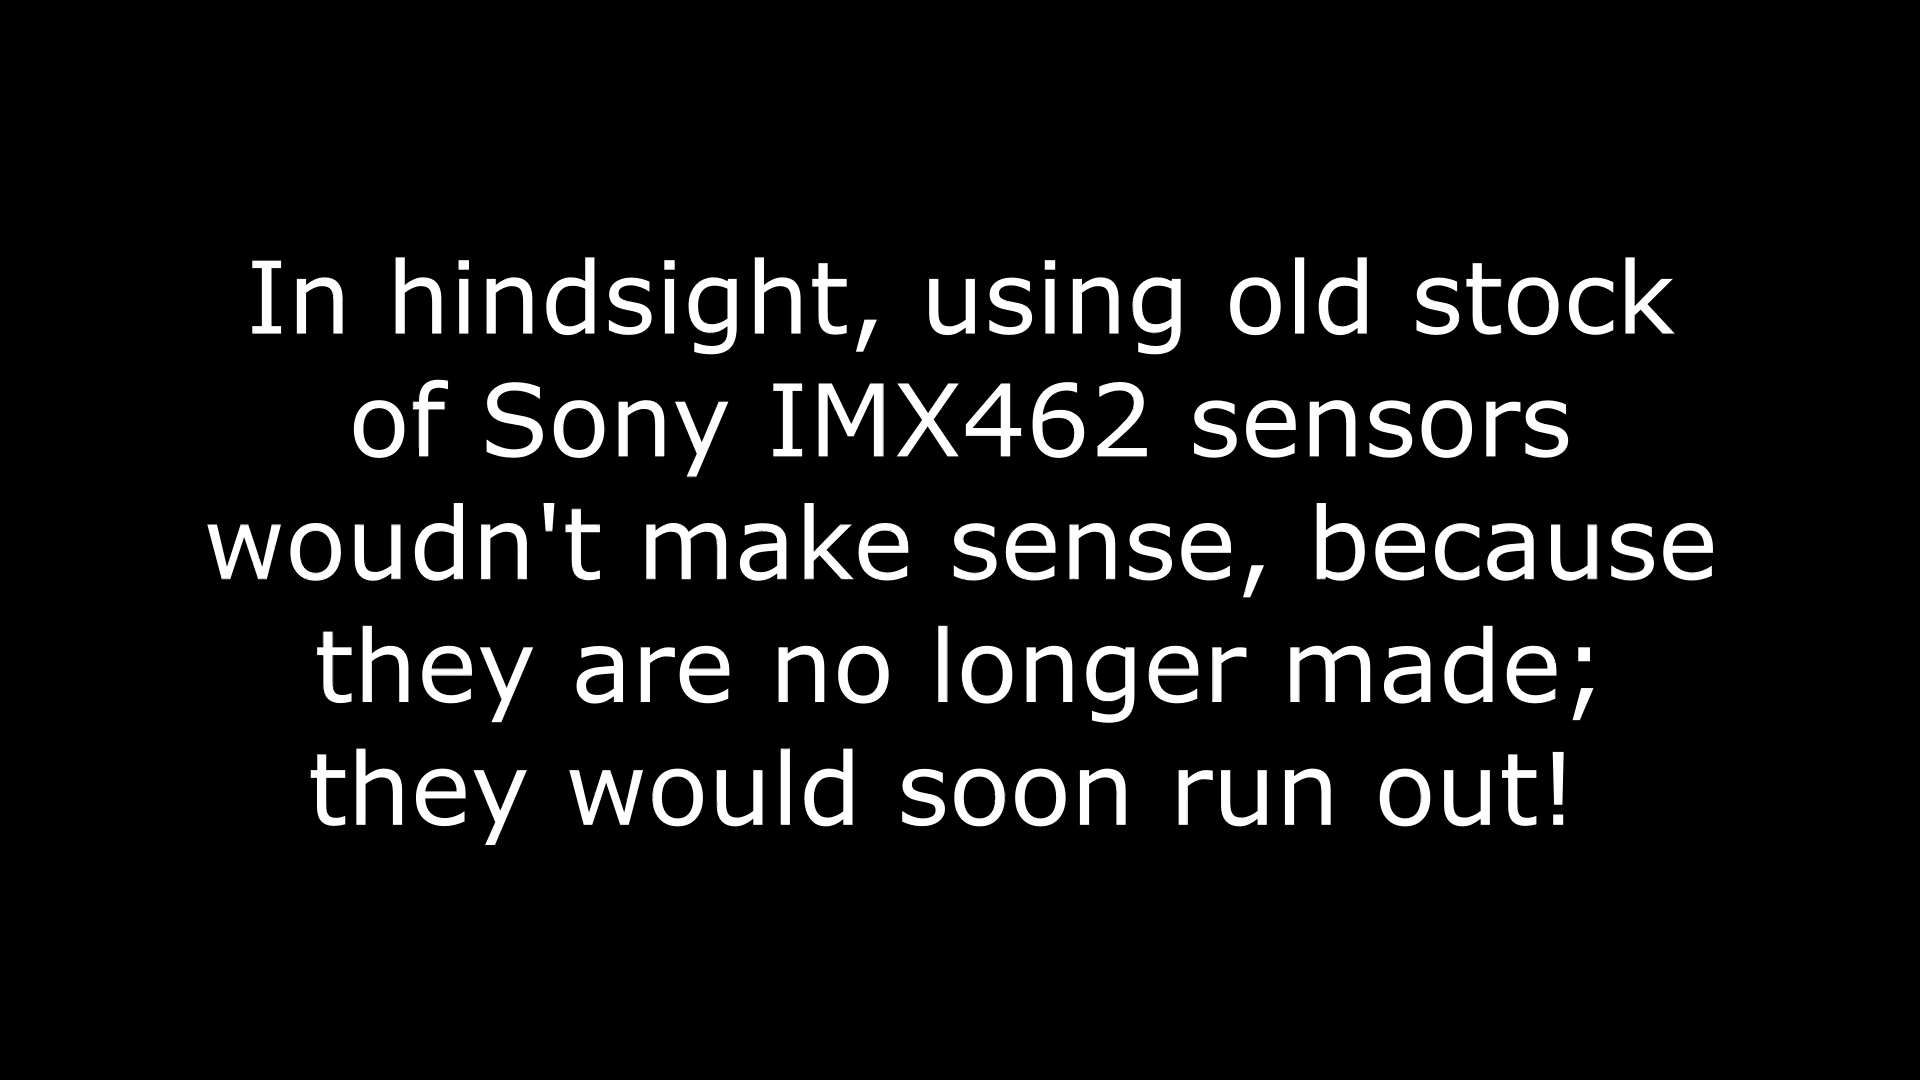 In hindsight, using old stock
of Sony IMX462 sensors
woudn't make sense, because
they are no longer made;
they would soon run out!